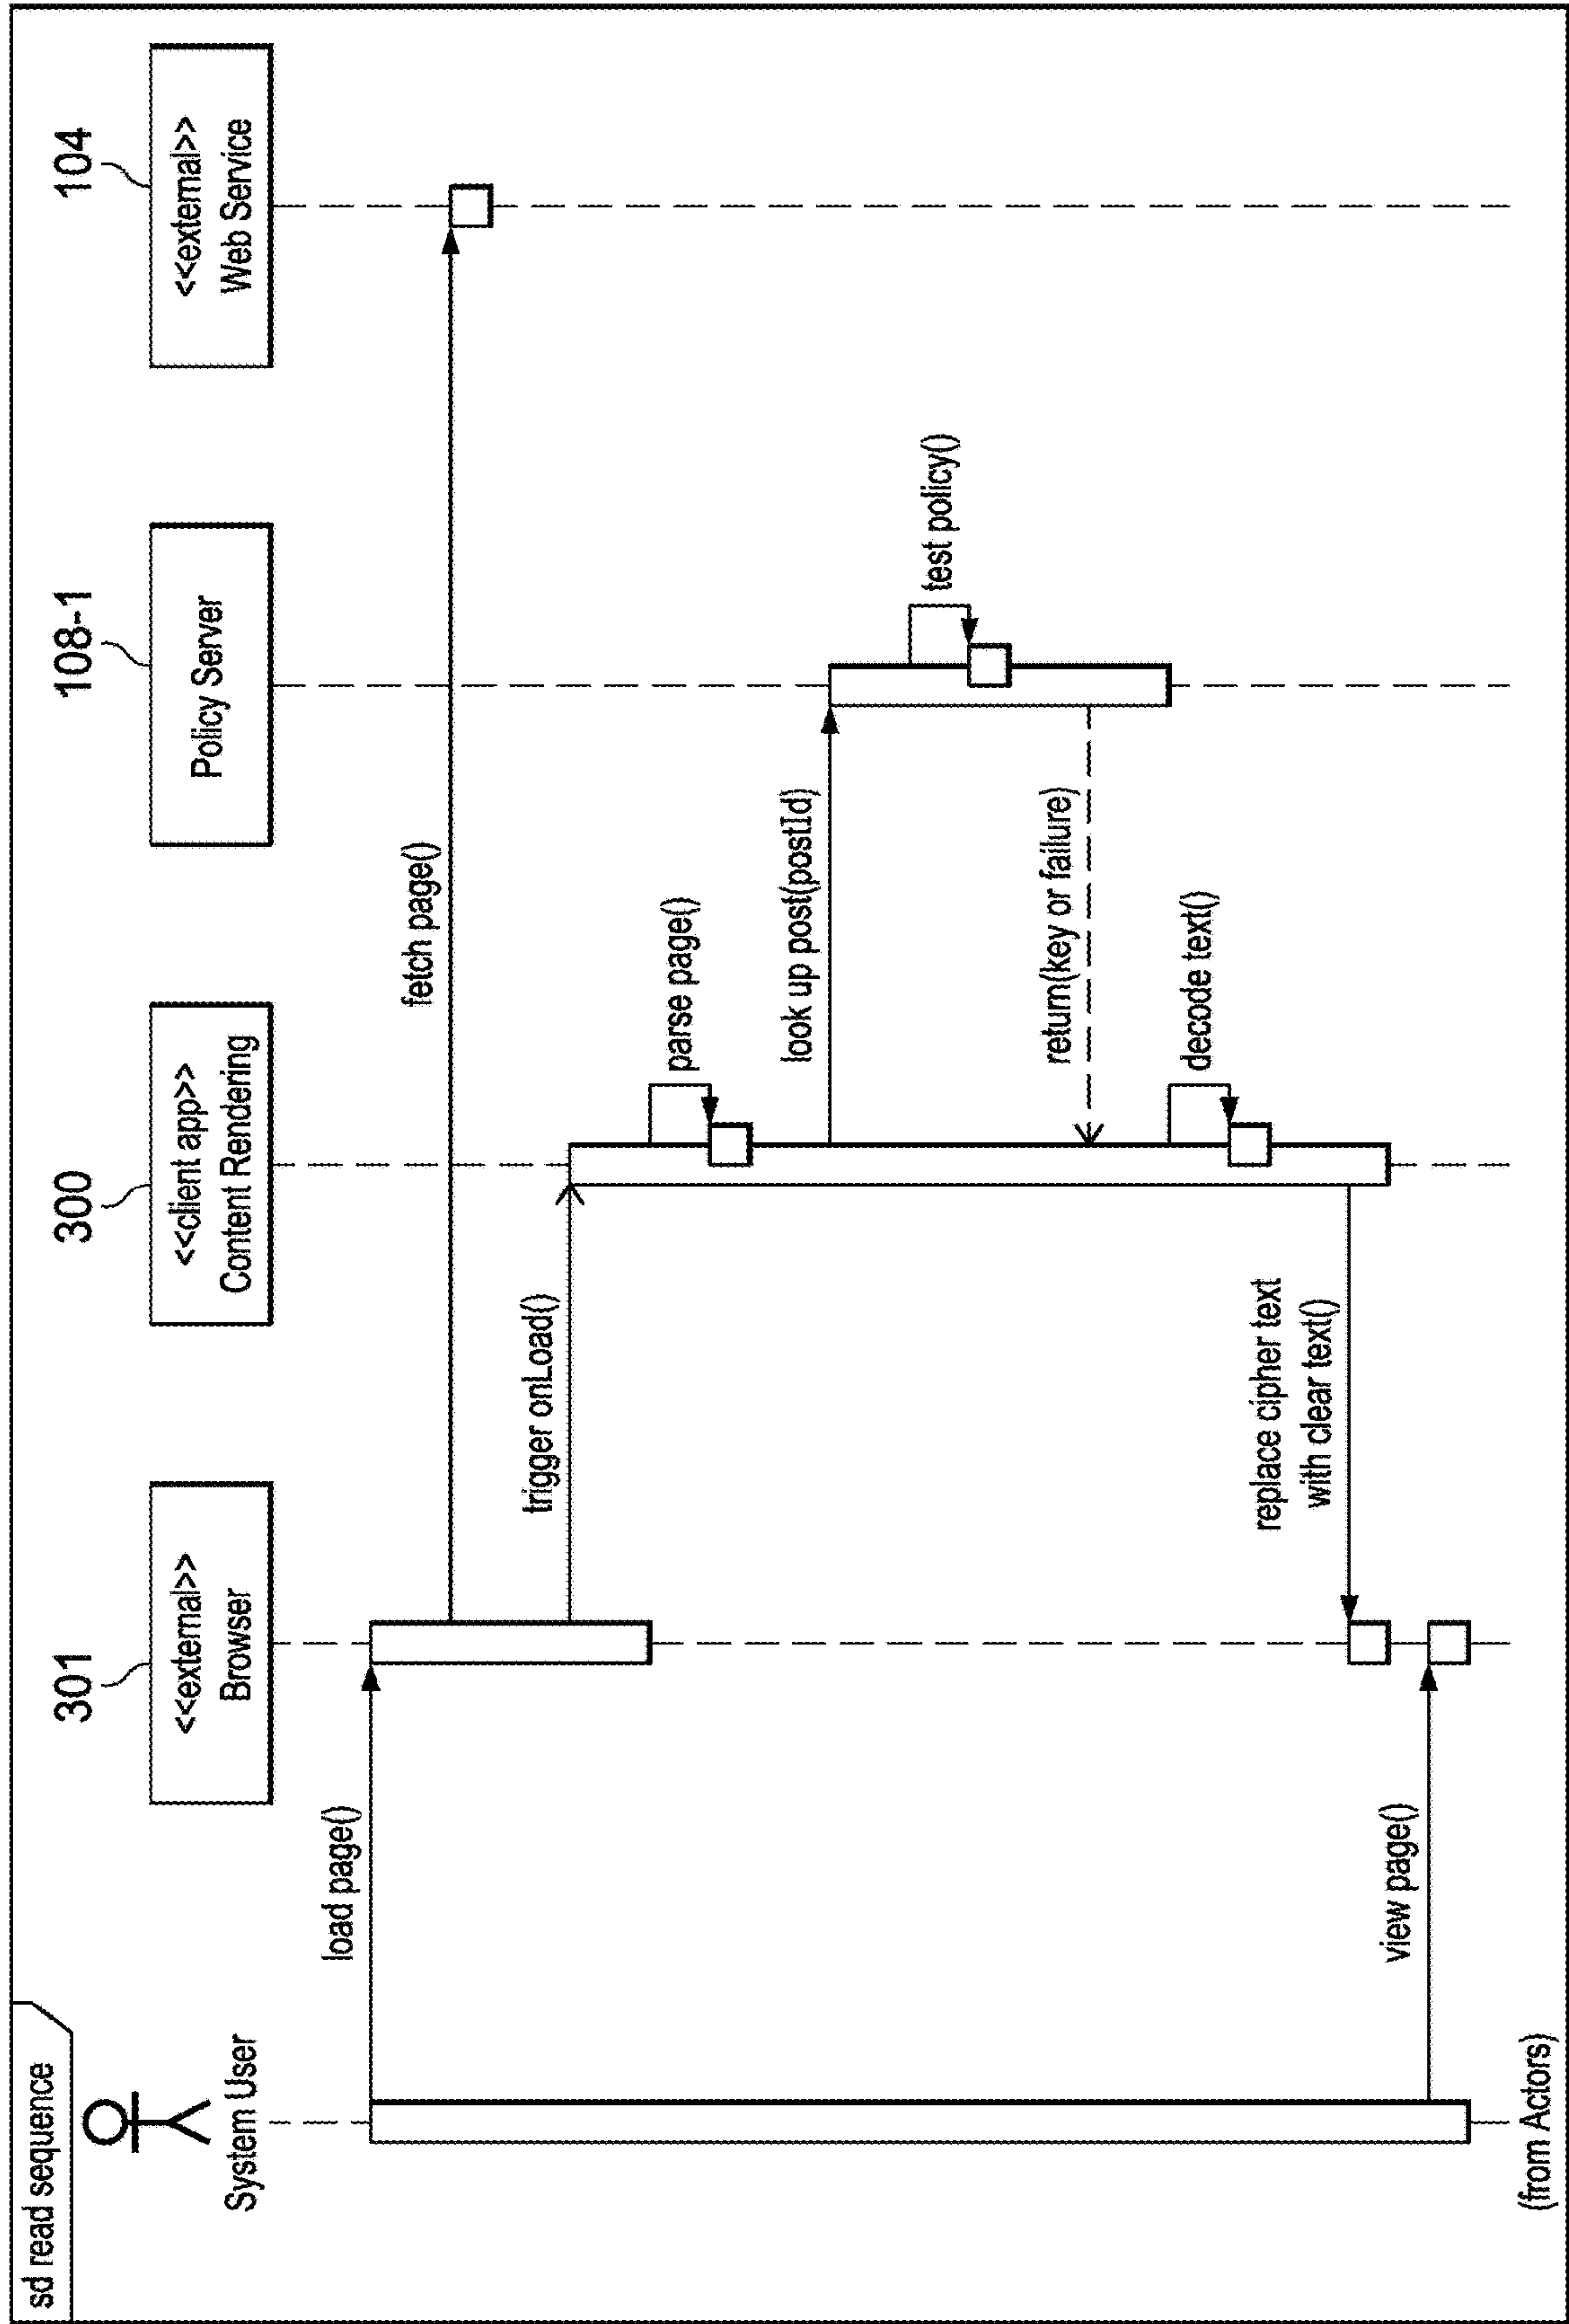 sd read sequence
System User
301
<<external>>
Browser
300
<<client app>>
Content Rendering
108-1
Policy Server
104
<<external>>
Web Service
load page()
fetch page()
trigger onLoad()
parse page()
look up post(postId)
test policy()
return(key or failure)
decode text()
replace cipher text
with clear text()
view page()
(from Actors)